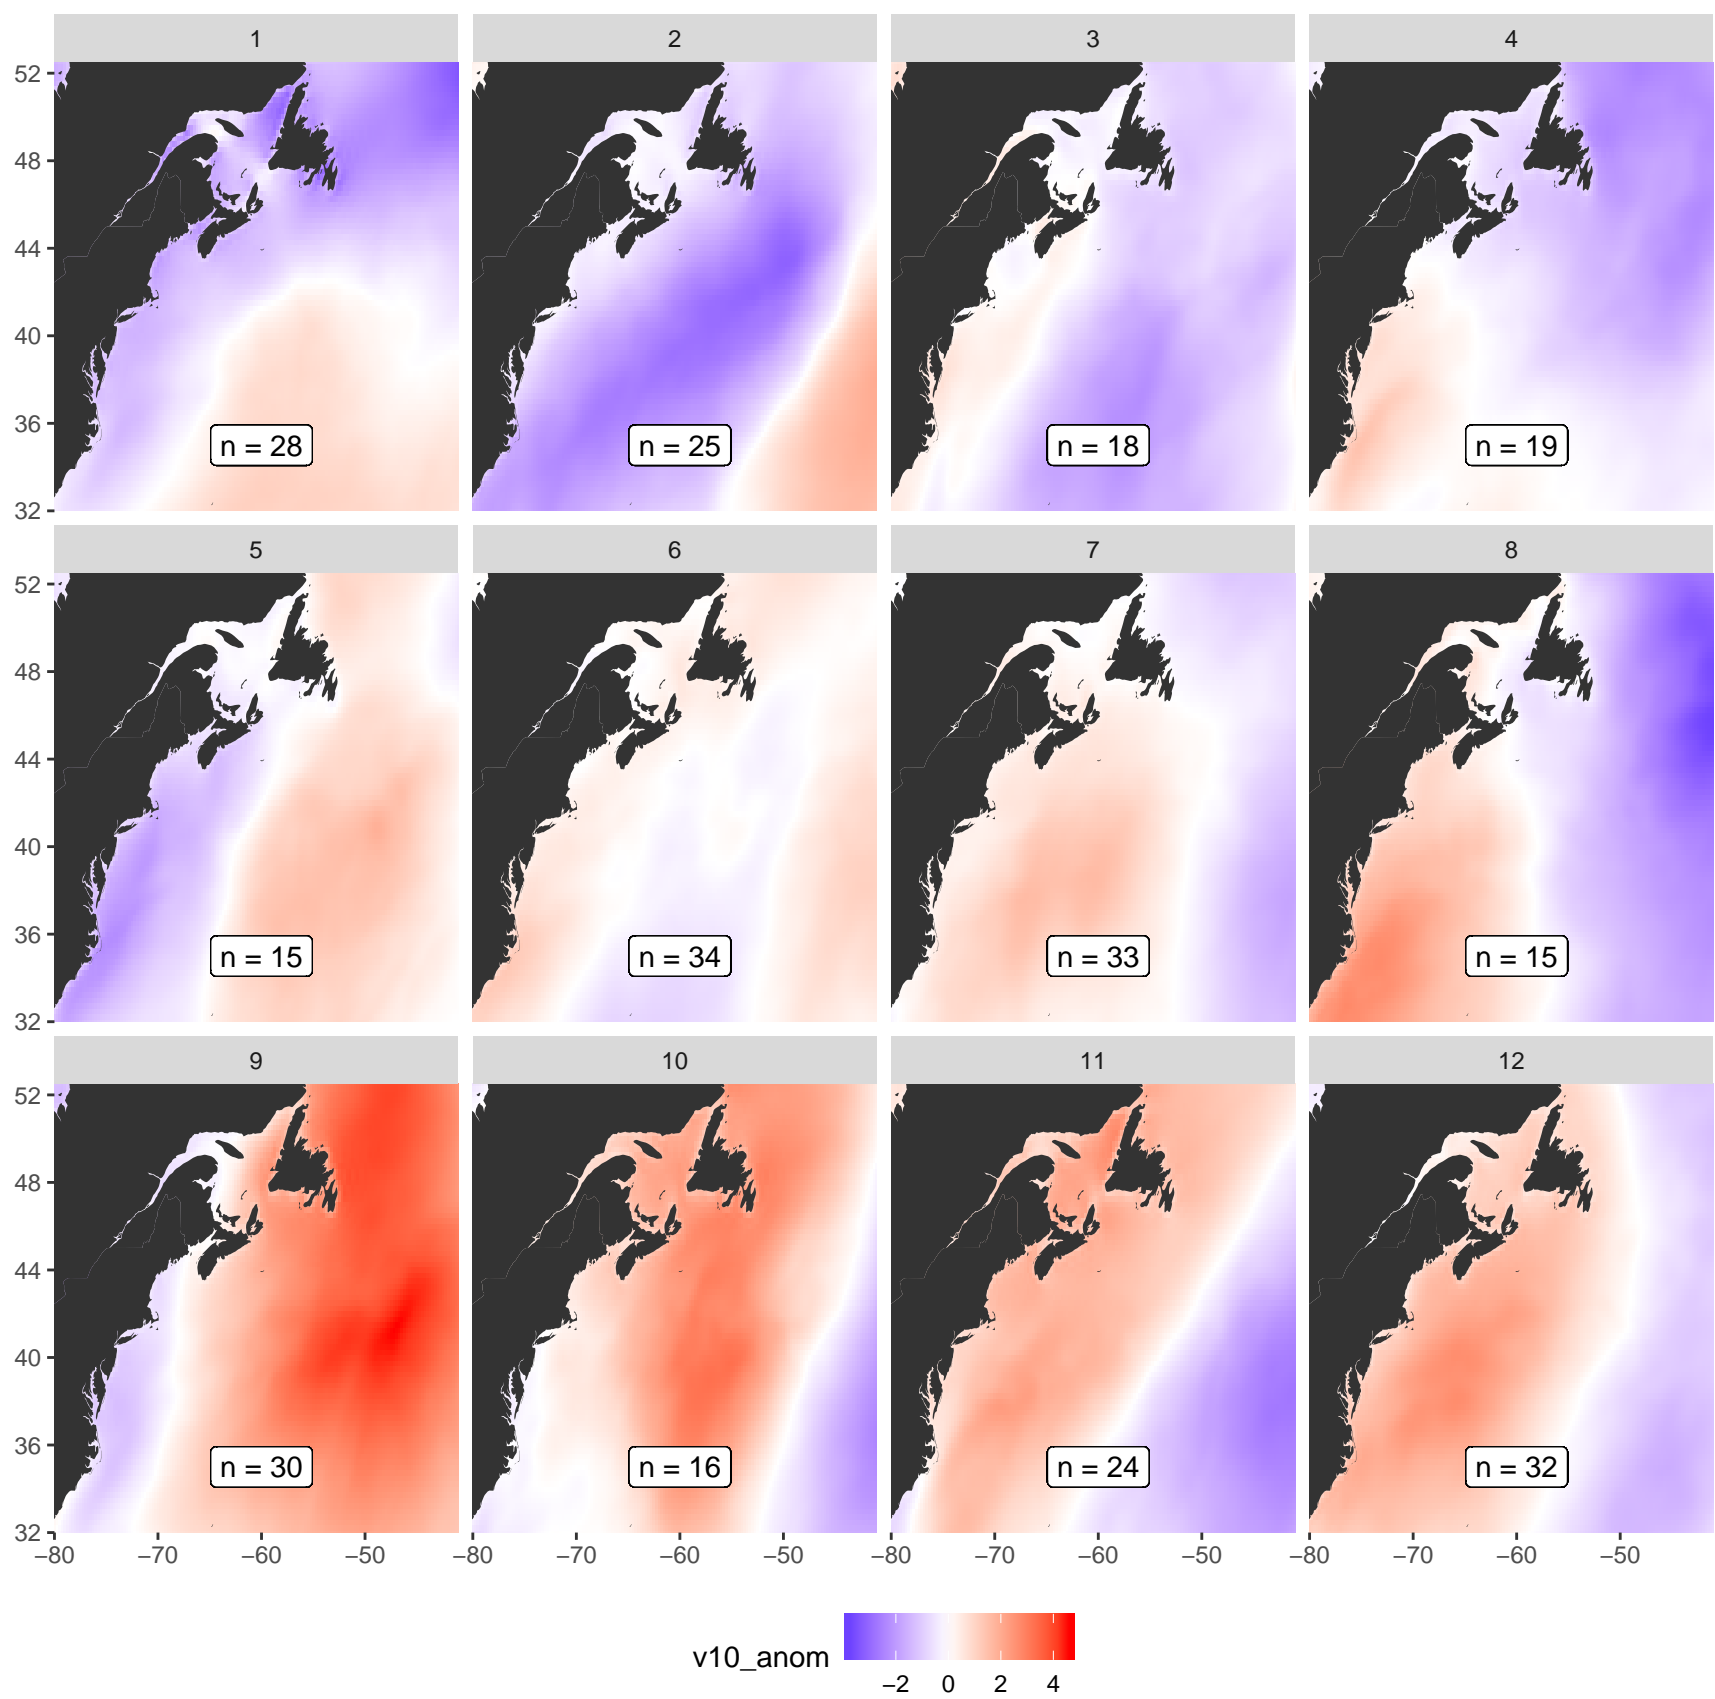 1 2 3 4
52
48
44
40
36
32
n = 28 n = 25 n = 18 n = 19
5 6 7 8
52
48
44
40
36
32
n = 15 n = 34 n = 33 n = 15
9 10 11 12
52
48
44
40
36
32
n = 30 n = 16 n = 24 n = 32
−80 −70 −60 −50 −80 −70 −60 −50 −80 −70 −60 −50 −80 −70 −60 −50
v10_anom
−2 0 2 4